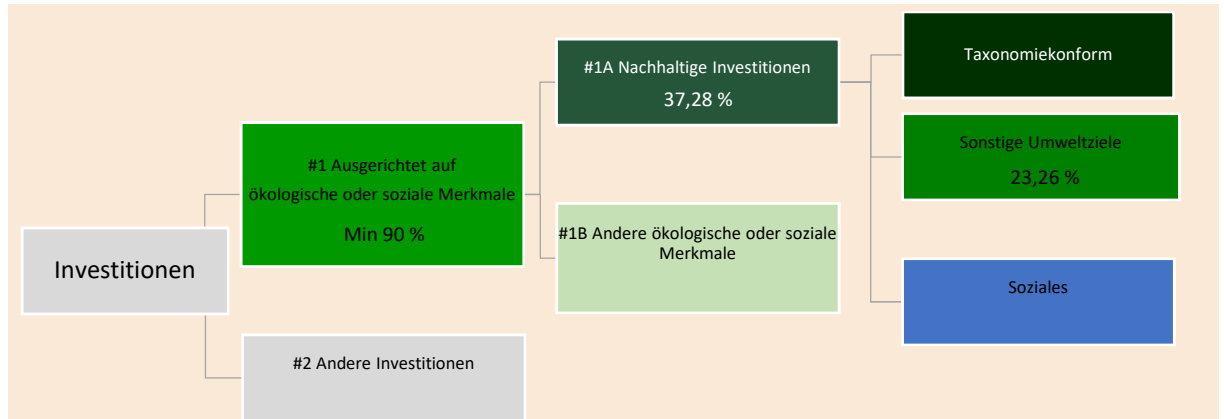 Investitionen
#1 Ausgerichtet auf
ökologische oder soziale Merkmale
Min 90 %
#2 Andere Investitionen
#1A Nachhaltige Investitionen
37,28 %
#1B Andere ökologische oder soziale
Merkmale
Taxonomiekonform
Sonstige Umweltziele
23,26 %
Soziales